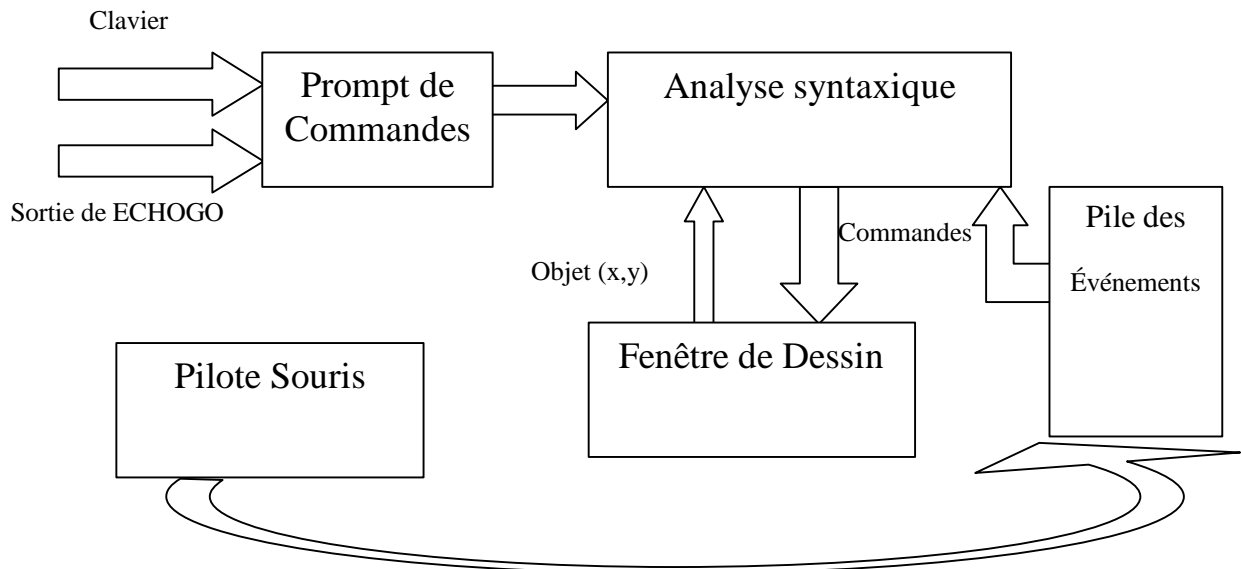 Clavier
Prompt de
Commandes
Analyse syntaxique
Sortie de ECHOGO
Pile des
Événements
Commandes
Objet (x,y)
Fenêtre de Dessin
Pilote Souris